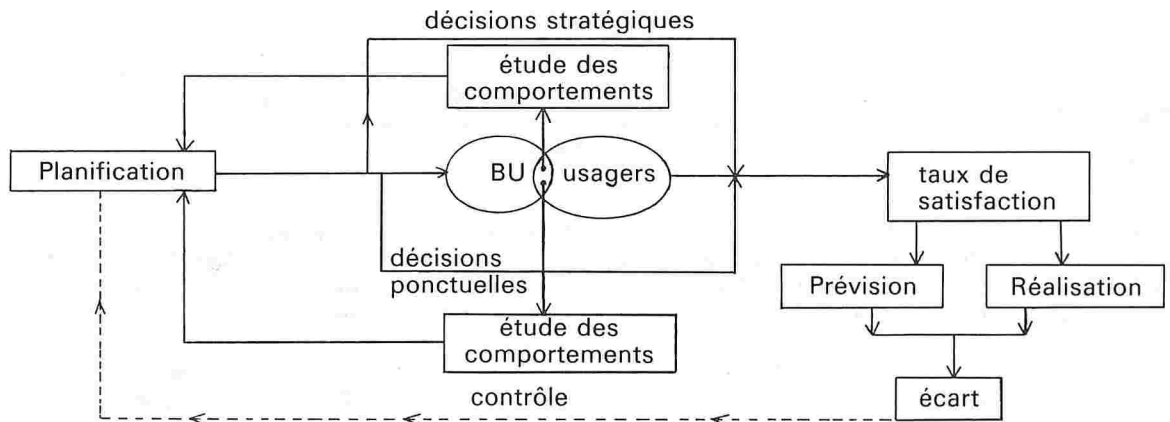 décisions stratégiques
étude des
comportements
Planification
BU
usagers
taux de
satisfaction
décisions
ponctuelles
Prévision
Réalisation
étude des
comportements
contrôle
écart